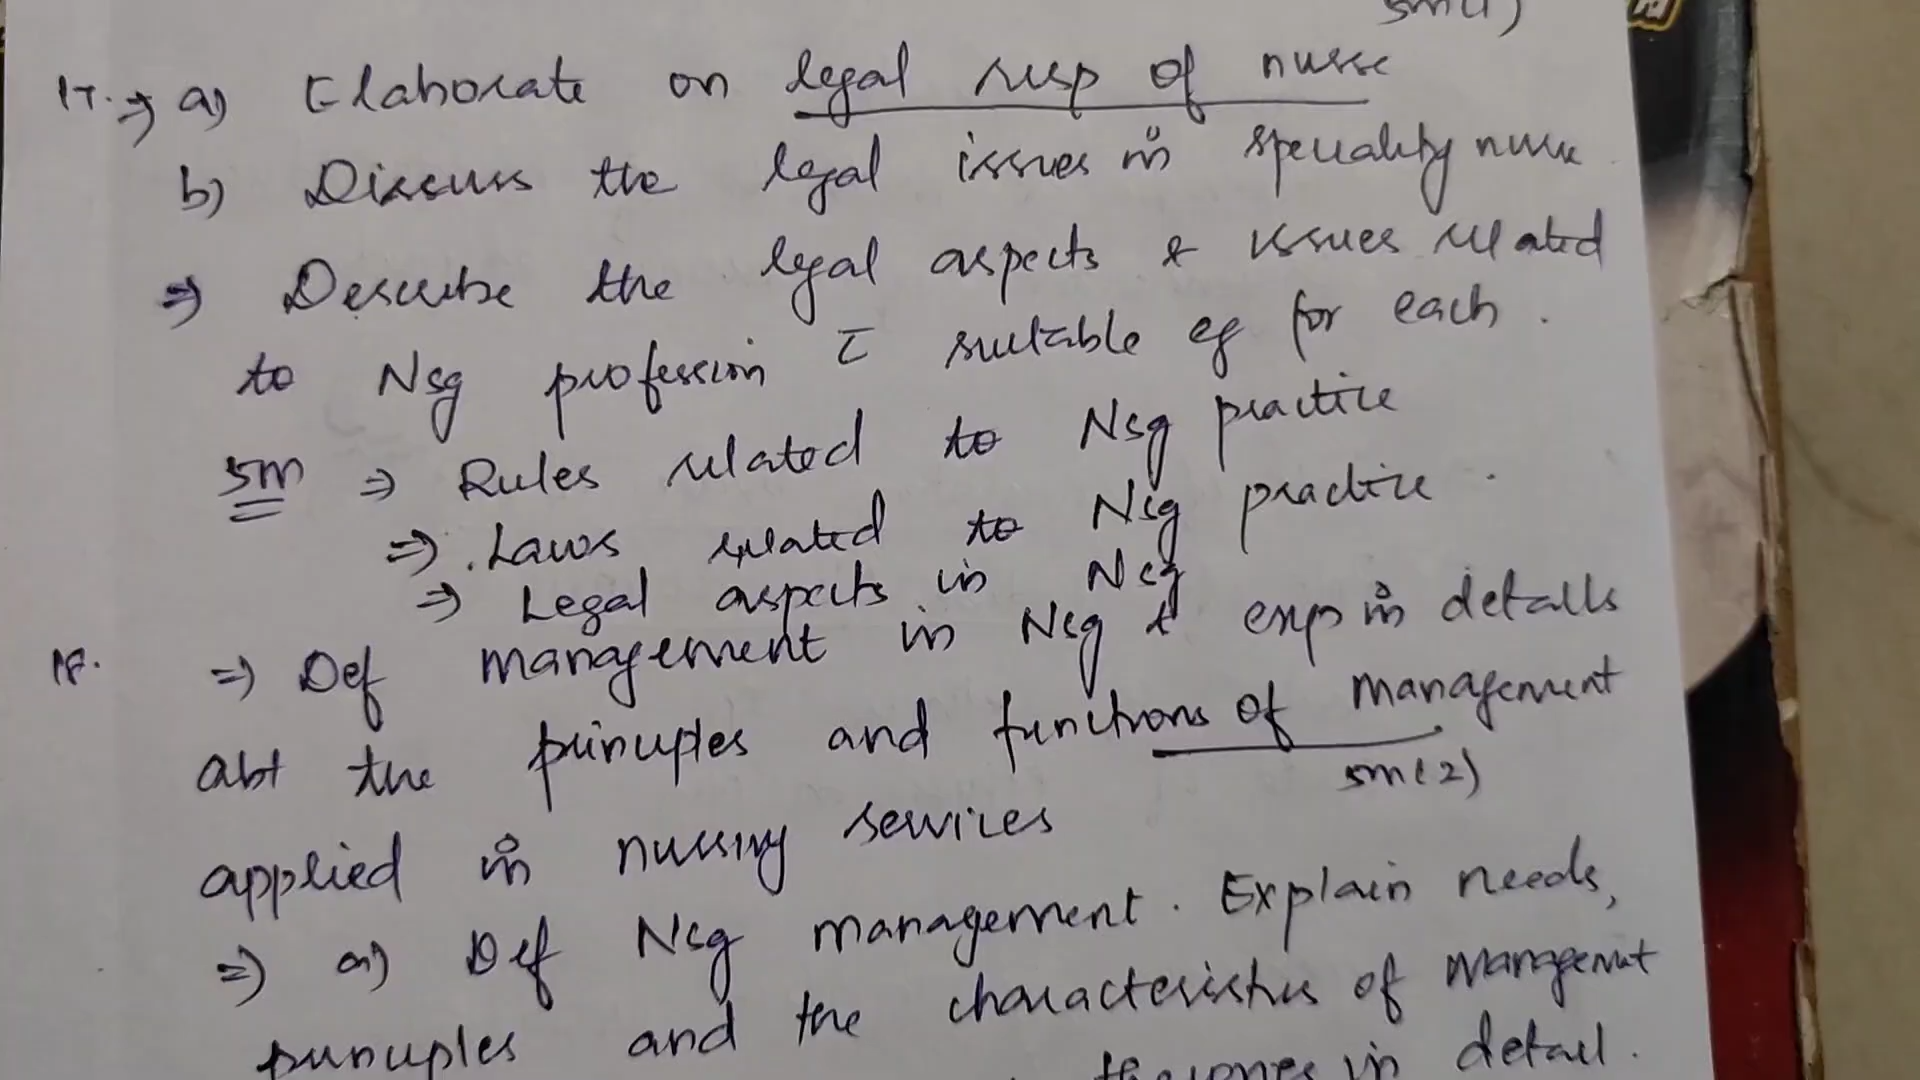 5m(1)
17. => a) Elaborate on legal resp of nurse
b) Discuss the legal issues in speciality nurse
=> Describe the legal aspects & issues related
to Nsg profession c̄ suitable eg for each.
5m => Rules related to Nsg practice
=> Laws related to Nsg practice.
=> Legal aspects in Nsg
18. => Def management in Nsg & exp in details
abt the principles and functions of management
5m(2)
applied in nursing services
=> a) Def Nsg management. Explain needs,
principles and the characteristics of management
in detail.